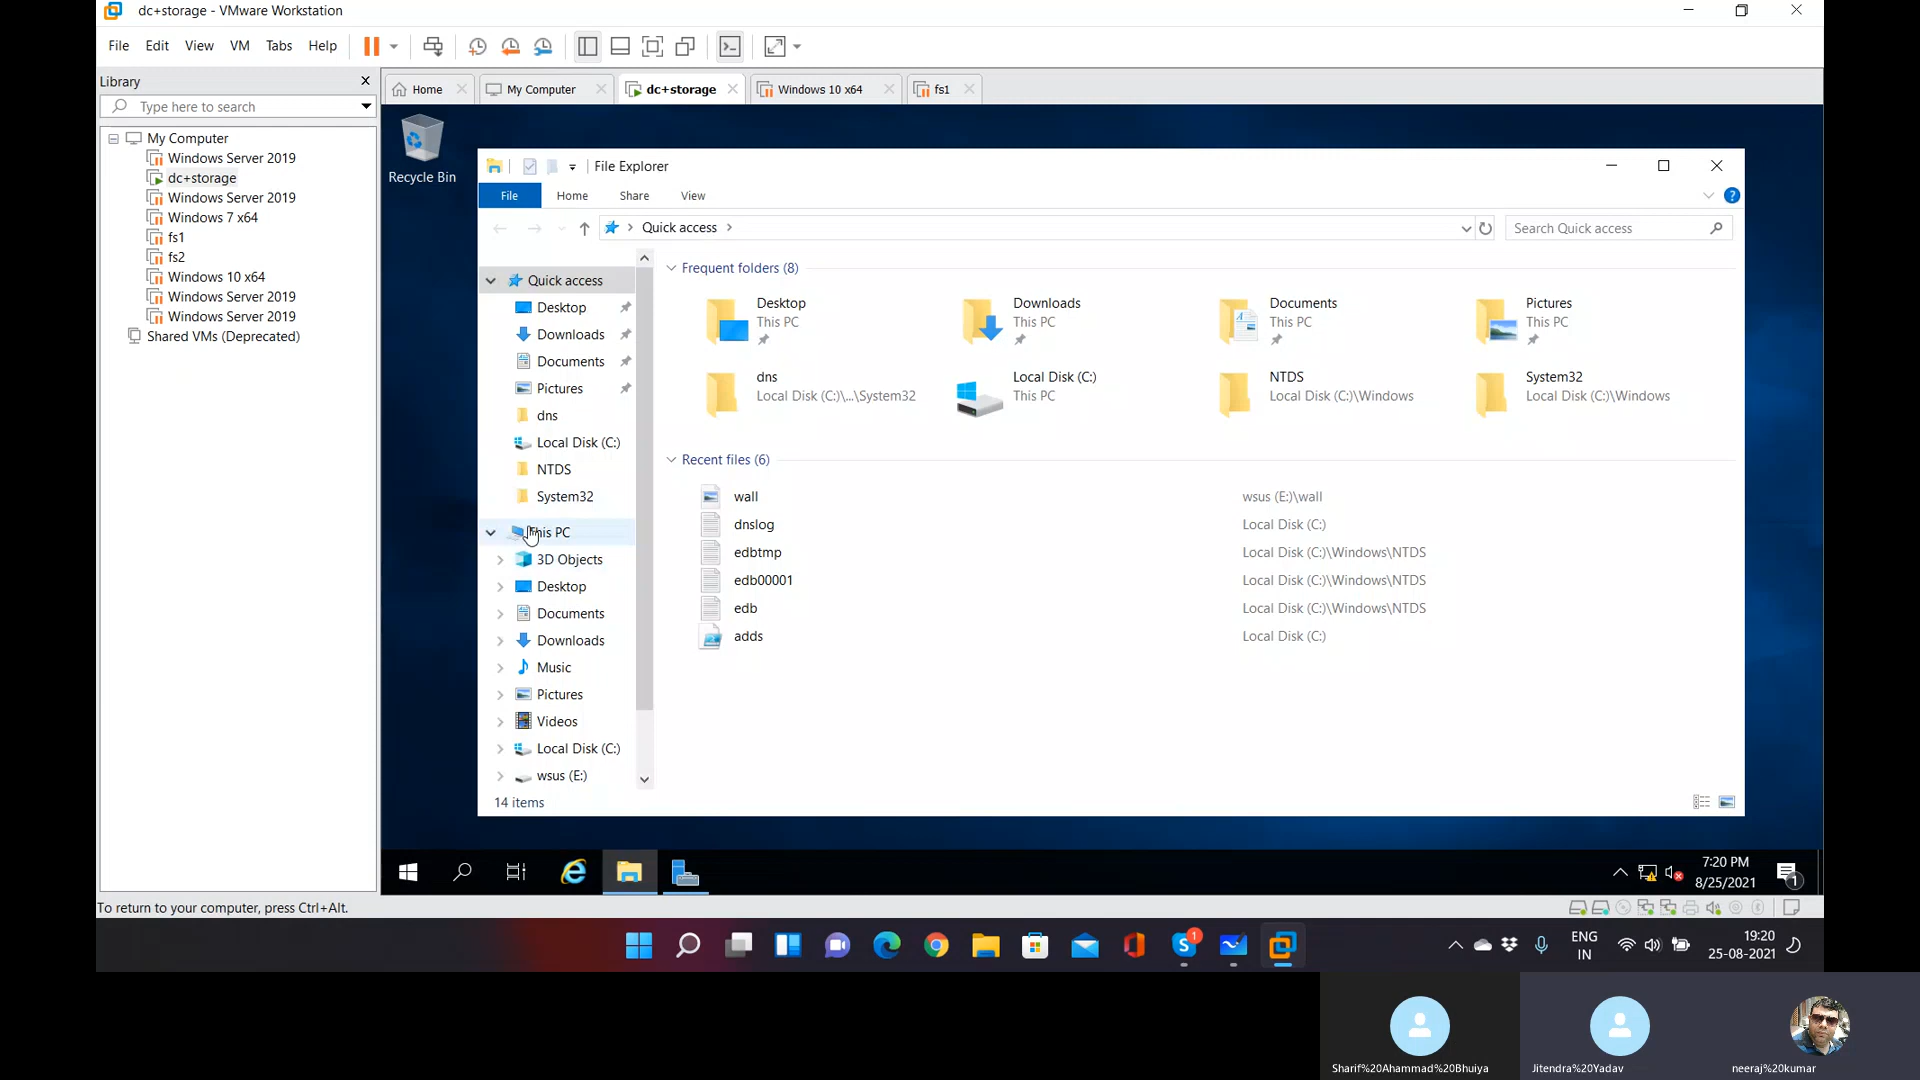 dc+storage - VMware Workstation
File Edit View VM Tabs Help
Library
Type here to search
My Computer
Windows Server 2019
dc+storage
Windows Server 2019
Windows 7 x64
fs1
fs2
Windows 10 x64
Windows Server 2019
Windows Server 2019
Shared VMs (Deprecated)
Home My Computer dc+storage Windows 10 x64 fs1
Recycle Bin
File Explorer
File Home Share View
Quick access
Search Quick access
Quick access
Desktop
Downloads
Documents
Pictures
dns
Local Disk (C:)
NTDS
System32
This PC
3D Objects
Desktop
Documents
Downloads
Music
Pictures
Videos
Local Disk (C:)
wsus (E:)
14 items
Frequent folders (8)
Desktop
This PC
Downloads
This PC
Documents
This PC
Pictures
This PC
dns
Local Disk (C:)\...\System32
Local Disk (C:)
This PC
NTDS
Local Disk (C:)\Windows
System32
Local Disk (C:)\Windows
Recent files (6)
wall wsus (E:)\wall
dnslog Local Disk (C:)
edbtmp Local Disk (C:)\Windows\NTDS
edb00001 Local Disk (C:)\Windows\NTDS
edb Local Disk (C:)\Windows\NTDS
adds Local Disk (C:)
7:20 PM
8/25/2021
1
To return to your computer, press Ctrl+Alt.
1
ENG
IN
19:20
25-08-2021
Sharif%20Ahammad%20Bhuiya
Jitendra%20Yadav
neeraj%20kumar